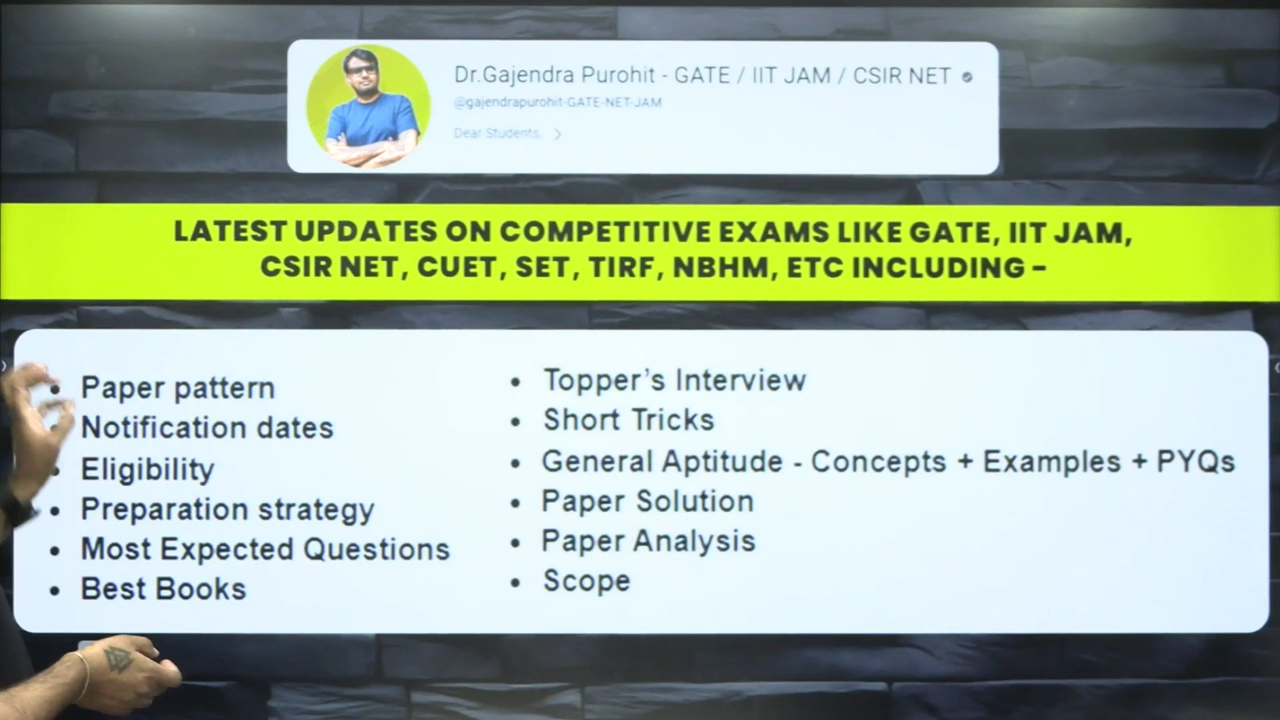 Dr.Gajendra Purohit - GATE / IIT JAM / CSIR NET
@gajendrapurohit-GATE-NET-JAM
Dear Students:
LATEST UPDATES ON COMPETITIVE EXAMS LIKE GATE, IIT JAM,
CSIR NET, CUET, SET, TIRF, NBHM, ETC INCLUDING -
Paper pattern
Notification dates
Eligibility
Preparation strategy
Most Expected Questions
Best Books
Topper's Interview
Short Tricks
General Aptitude - Concepts + Examples + PYQs
Paper Solution
Paper Analysis
Scope